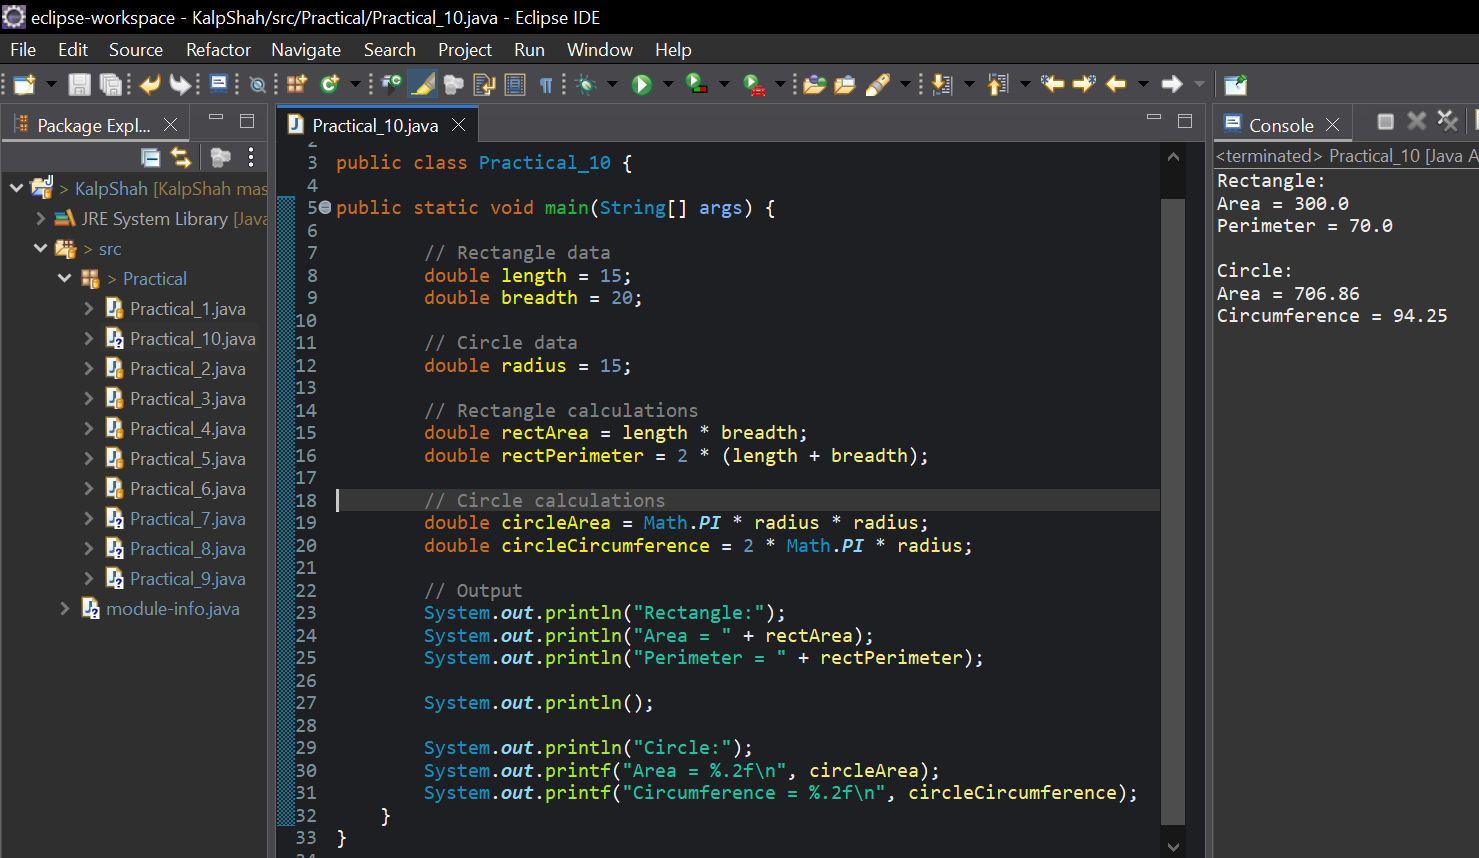 eclipse-workspace - KalpShah/src/Practical/Practical_10.java - Eclipse IDE
File Edit Source Refactor Navigate Search Project Run Window Help
Package Expl...
> KalpShah [KalpShah mas
JRE System Library [Java
> src
> Practical
Practical_1.java
Practical_10.java
Practical_2.java
Practical_3.java
Practical_4.java
Practical_5.java
Practical_6.java
Practical_7.java
Practical_8.java
Practical_9.java
module-info.java
Practical_10.java
2
3 public class Practical_10 {
4
5 public static void main(String[] args) {
6
7 // Rectangle data
8 double length = 15;
9 double breadth = 20;
10
11 // Circle data
12 double radius = 15;
13
14 // Rectangle calculations
15 double rectArea = length * breadth;
16 double rectPerimeter = 2 * (length + breadth);
17
18 // Circle calculations
19 double circleArea = Math.PI * radius * radius;
20 double circleCircumference = 2 * Math.PI * radius;
21
22 // Output
23 System.out.println("Rectangle:");
24 System.out.println("Area = " + rectArea);
25 System.out.println("Perimeter = " + rectPerimeter);
26
27 System.out.println();
28
29 System.out.println("Circle:");
30 System.out.printf("Area = %.2f\n", circleArea);
31 System.out.printf("Circumference = %.2f\n", circleCircumference);
32 }
33 }
34
Console
<terminated> Practical_10 [Java A
Rectangle:
Area = 300.0
Perimeter = 70.0
Circle:
Area = 706.86
Circumference = 94.25